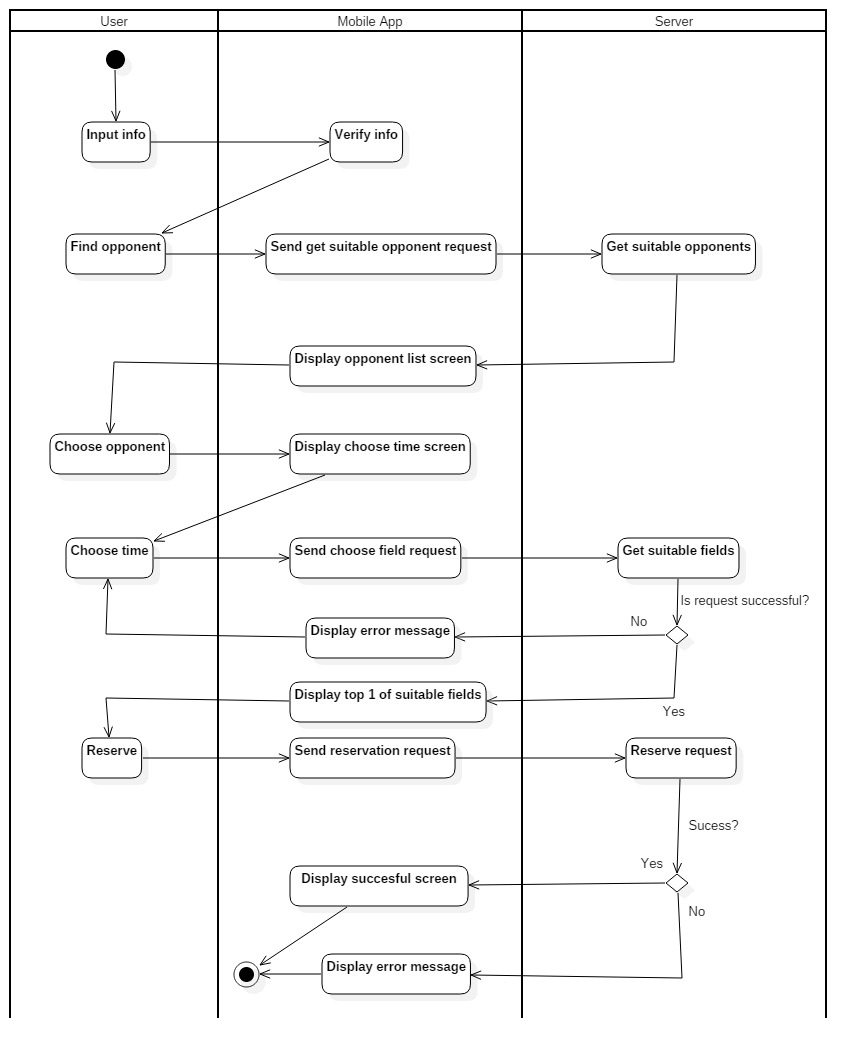 User
Mobile App
Server
Input info
Verify info
Find opponent
Send get suitable opponent request
Get suitable opponents
Display opponent list screen
Choose opponent
Display choose time screen
Choose time
Send choose field request
Get suitable fields
Is request successful?
No
Display error message
Display top 1 of suitable fields
Yes
Reserve
Send reservation request
Reserve request
Sucess?
Yes
Display succesful screen
No
Display error message